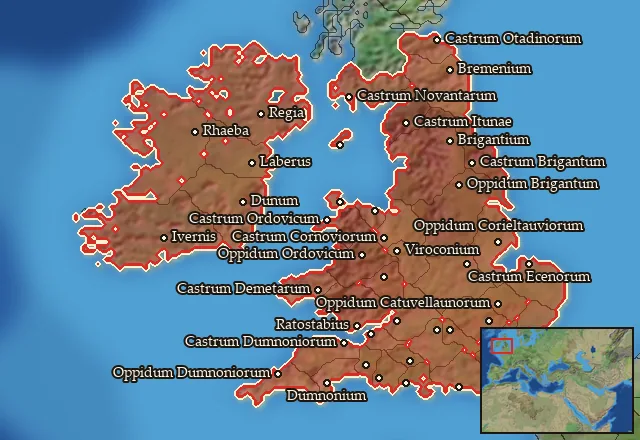 Castrum Otadinorum
Bremenium
Castrum Novantarum
Regia
Castrum Itunae
Rhaeba
Brigantium
Laberus
Castrum Brigantum
Oppidum Brigantum
Dunum
Castrum Ordovicum
Oppidum Corieltauviorum
Ivernis
Castrum Cornoviorum
Viroconium
Oppidum Ordovicum
Castrum Ecenorum
Castrum Demetarum
Oppidum Catuvellaunorum
Ratostabius
Castrum Dumnoniorum
Oppidum Dumnoniorum
Dumnonium